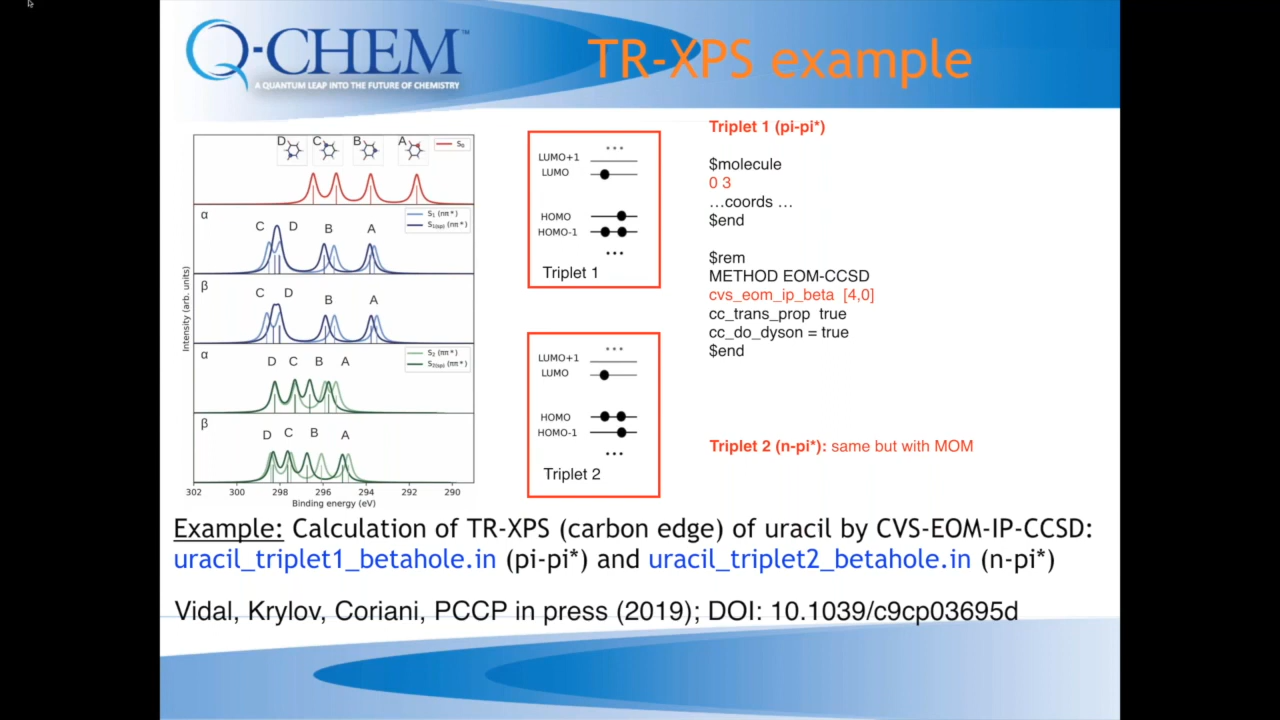 Q-CHEM™
A QUANTUM LEAP INTO THE FUTURE OF CHEMISTRY
TR-XPS example
D C B A S₀
α S₁ (nπ*)
S₁₍ₜₚₗ₎ (nπ*)
C D B A
β
C D B A
α S₂ (ππ*)
D C B A
β
D C B A
302 300 298 296 294 292 290
Binding energy (eV)
Intensity (arb. units)
•••
LUMO+1
LUMO
HOMO
HOMO-1
•••
Triplet 1
•••
LUMO+1
LUMO
HOMO
HOMO-1
•••
Triplet 2
Triplet 1 (pi-pi*)
$molecule
0 3
…coords …
$end
$rem
METHOD EOM-CCSD
cvs_eom_ip_beta [4,0]
cc_trans_prop true
cc_do_dyson = true
$end
Triplet 2 (n-pi*): same but with MOM
Example: Calculation of TR-XPS (carbon edge) of uracil by CVS-EOM-IP-CCSD:
uracil_triplet1_betahole.in (pi-pi*) and uracil_triplet2_betahole.in (n-pi*)
Vidal, Krylov, Coriani, PCCP in press (2019); DOI: 10.1039/c9cp03695d